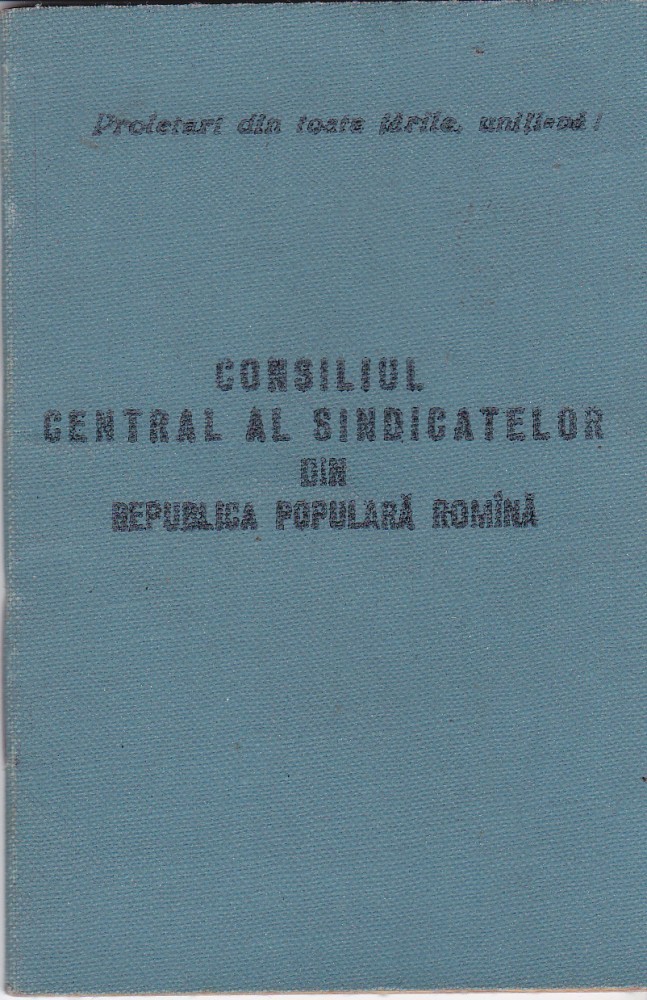 Proletari din toate țările, uniți-vă!
CONSILIUL
CENTRAL AL SINDICATELOR
DIN
REPUBLICA POPULARĂ ROMÎNĂ